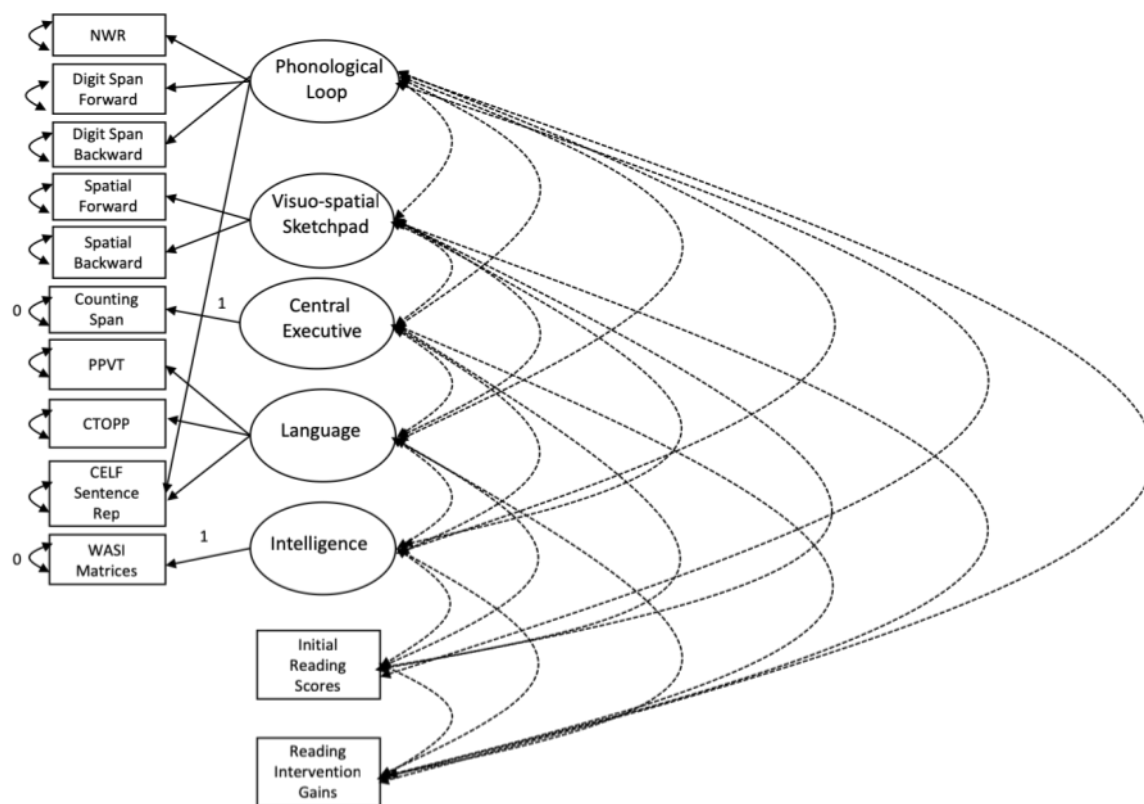 NWR
Digit Span
Forward
Digit Span
Backward
Spatial
Forward
Spatial
Backward
0
Counting
Span
1
PPVT
CTOPP
CELF
Sentence
Rep
0
WASI
Matrices
1
Phonological
Loop
Visuo-spatial
Sketchpad
Central
Executive
Language
Intelligence
Initial
Reading
Scores
Reading
Intervention
Gains